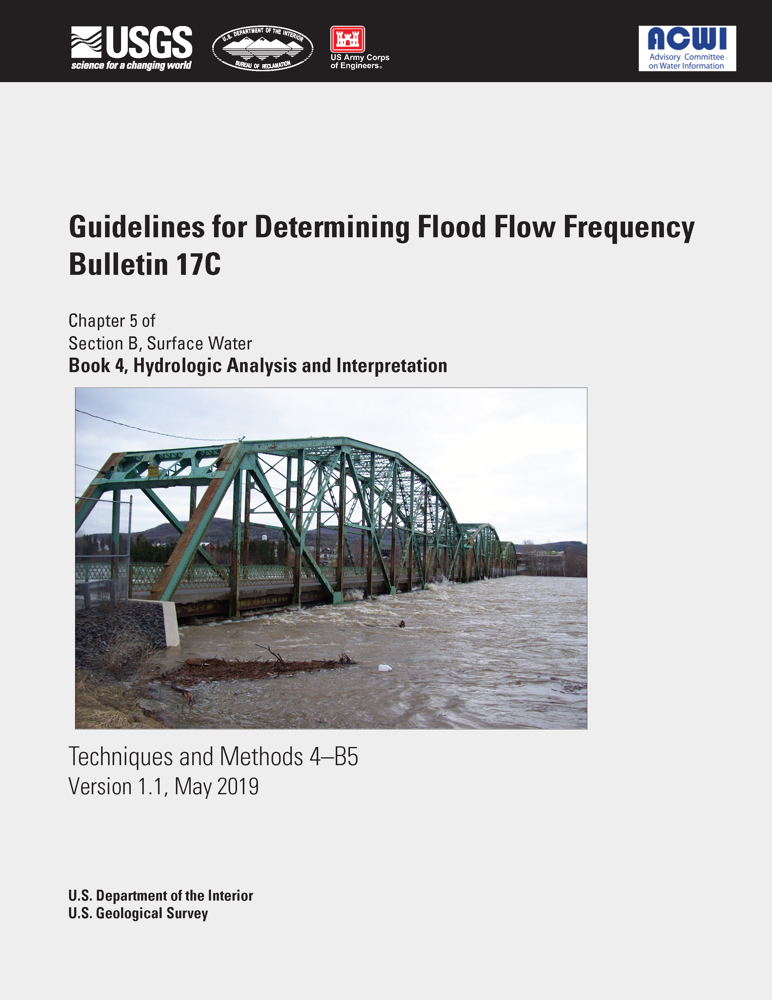 USGS
science for a changing world
U.S. DEPARTMENT OF THE INTERIOR
BUREAU OF RECLAMATION
US Army Corps
of Engineers®
ACWI
Advisory Committee
on Water Information
Guidelines for Determining Flood Flow Frequency
Bulletin 17C
Chapter 5 of
Section B, Surface Water
Book 4, Hydrologic Analysis and Interpretation
Techniques and Methods 4–B5
Version 1.1, May 2019
U.S. Department of the Interior
U.S. Geological Survey